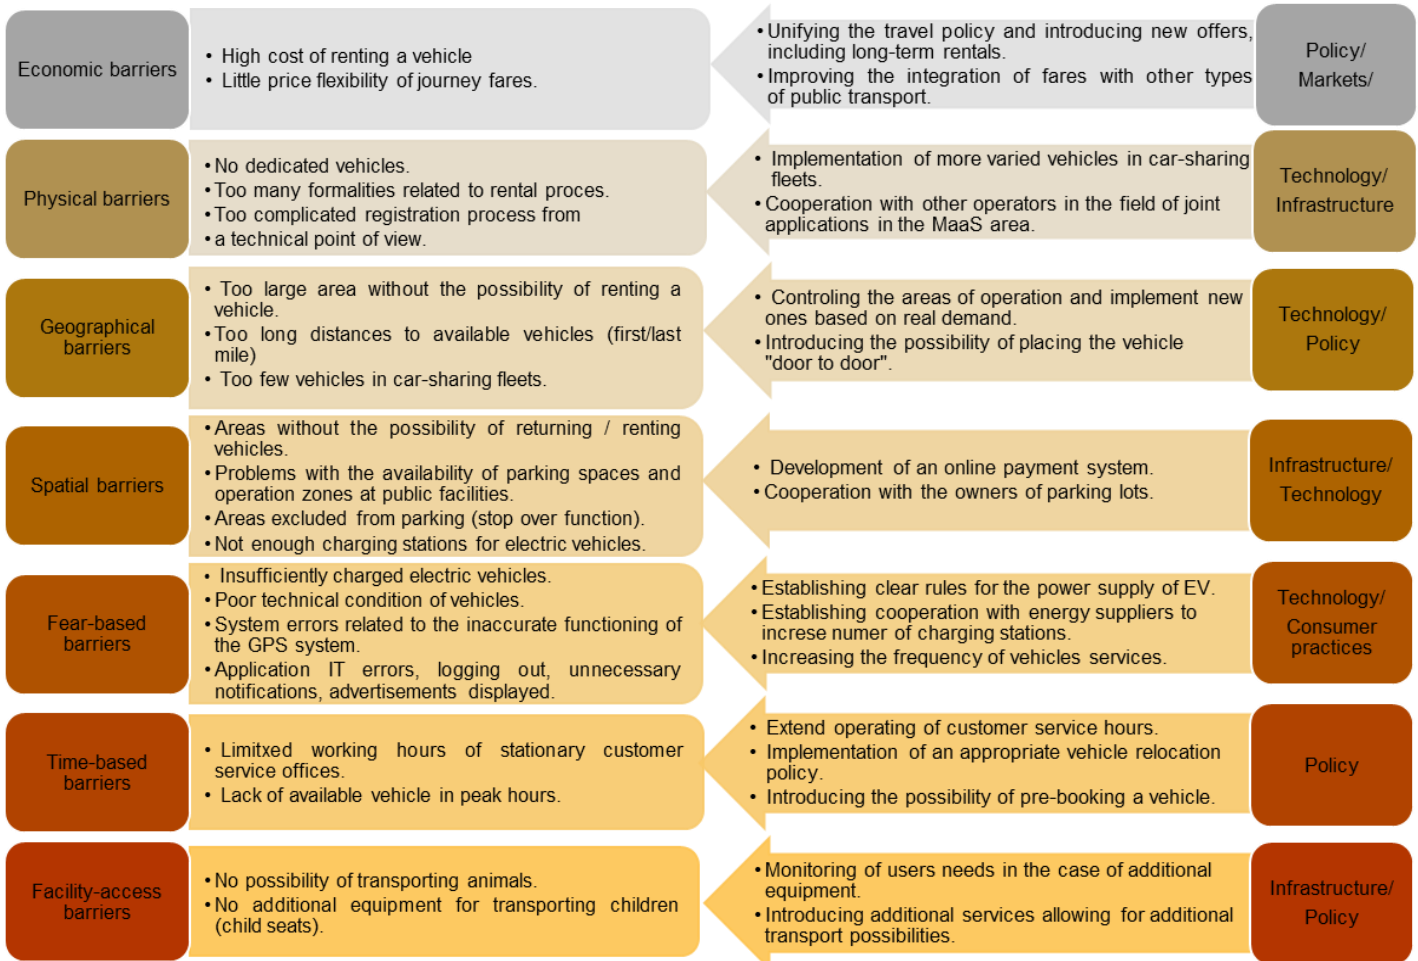 Economic barriers
• High cost of renting a vehicle
• Little price flexibility of journey fares.
• Unifying the travel policy and introducing new offers,
including long-term rentals.
• Improving the integration of fares with other types
of public transport.
Policy/
Markets/
Physical barriers
• No dedicated vehicles.
• Too many formalities related to rental proces.
• Too complicated registration process from
• a technical point of view.
• Implementation of more varied vehicles in car-sharing
fleets.
• Cooperation with other operators in the field of joint
applications in the MaaS area.
Technology/
Infrastructure
Geographical
barriers
• Too large area without the possibility of renting a
vehicle.
• Too long distances to available vehicles (first/last
mile)
• Too few vehicles in car-sharing fleets.
• Controling the areas of operation and implement new
ones based on real demand.
• Introducing the possibility of placing the vehicle
"door to door".
Technology/
Policy
Spatial barriers
• Areas without the possibility of returning / renting
vehicles.
• Problems with the availability of parking spaces and
operation zones at public facilities.
• Areas excluded from parking (stop over function).
• Not enough charging stations for electric vehicles.
• Development of an online payment system.
• Cooperation with the owners of parking lots.
Infrastructure/
Technology
Fear-based
barriers
• Insufficiently charged electric vehicles.
• Poor technical condition of vehicles.
• System errors related to the inaccurate functioning of
the GPS system.
• Application IT errors, logging out, unnecessary
notifications, advertisements displayed.
• Establishing clear rules for the power supply of EV.
• Establishing cooperation with energy suppliers to
increse numer of charging stations.
• Increasing the frequency of vehicles services.
Technology/
Consumer
practices
Time-based
barriers
• Limitxed working hours of stationary customer
service offices.
• Lack of available vehicle in peak hours.
• Extend operating of customer service hours.
• Implementation of an appropriate vehicle relocation
policy.
• Introducing the possibility of pre-booking a vehicle.
Policy
Facility-access
barriers
• No possibility of transporting animals.
• No additional equipment for transporting children
(child seats).
• Monitoring of users needs in the case of additional
equipment.
• Introducing additional services allowing for additional
transport possibilities.
Infrastructure/
Policy